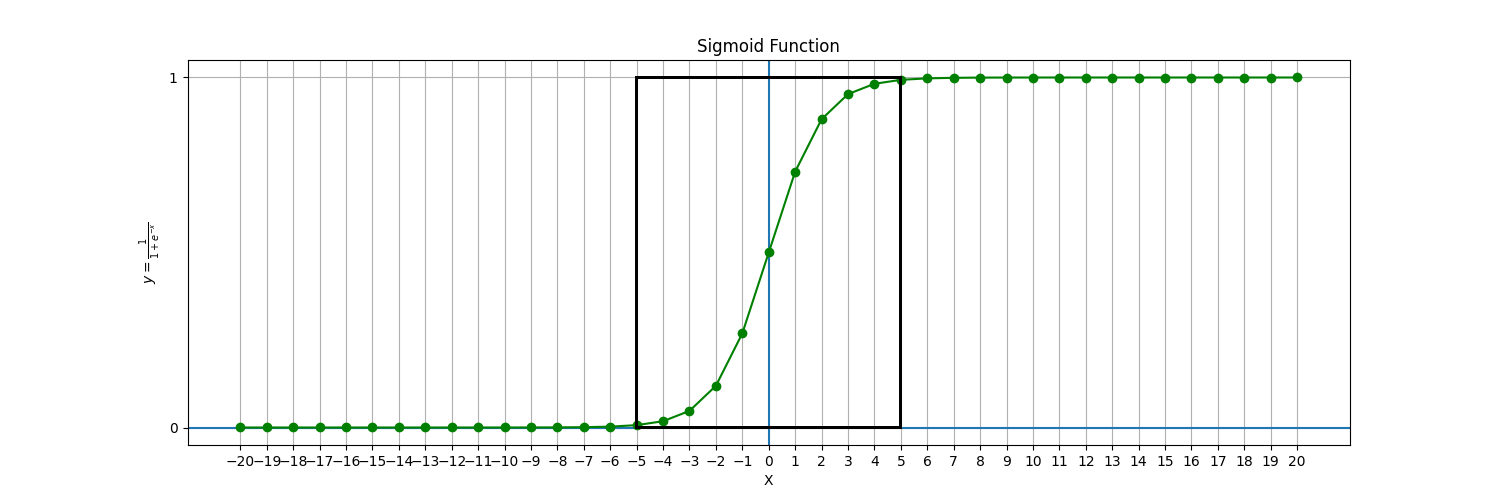 Sigmoid Function
1
y = \frac{1}{1+e^{-x}}
0
−20 −19 −18 −17 −16 −15 −14 −13 −12 −11 −10 −9 −8 −7 −6 −5 −4 −3 −2 −1 0 1 2 3 4 5 6 7 8 9 10 11 12 13 14 15 16 17 18 19 20
X